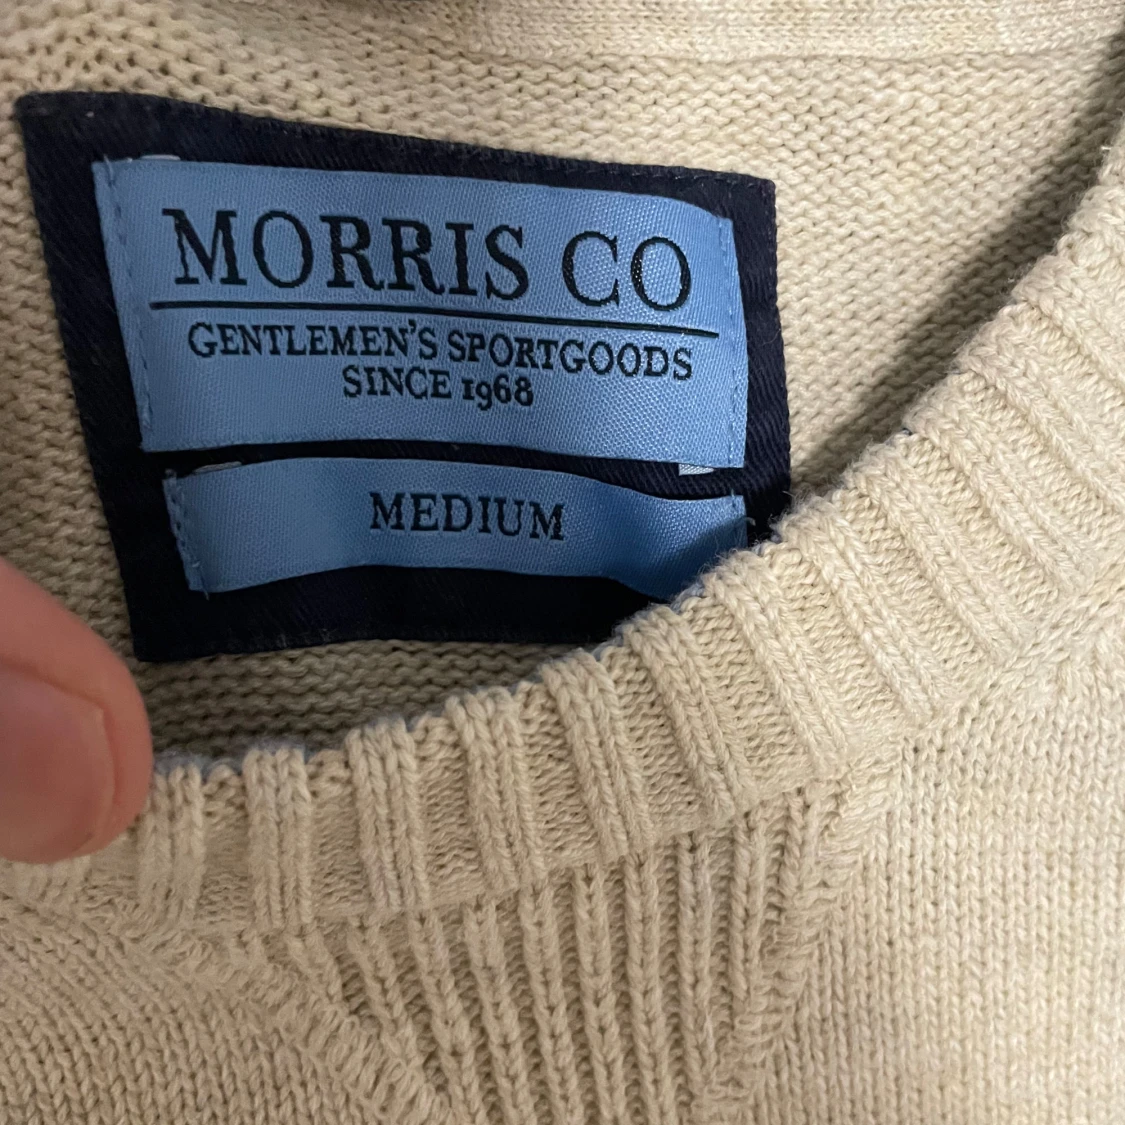 MORRIS CO
GENTLEMEN'S SPORTGOODS
SINCE 1968
MEDIUM